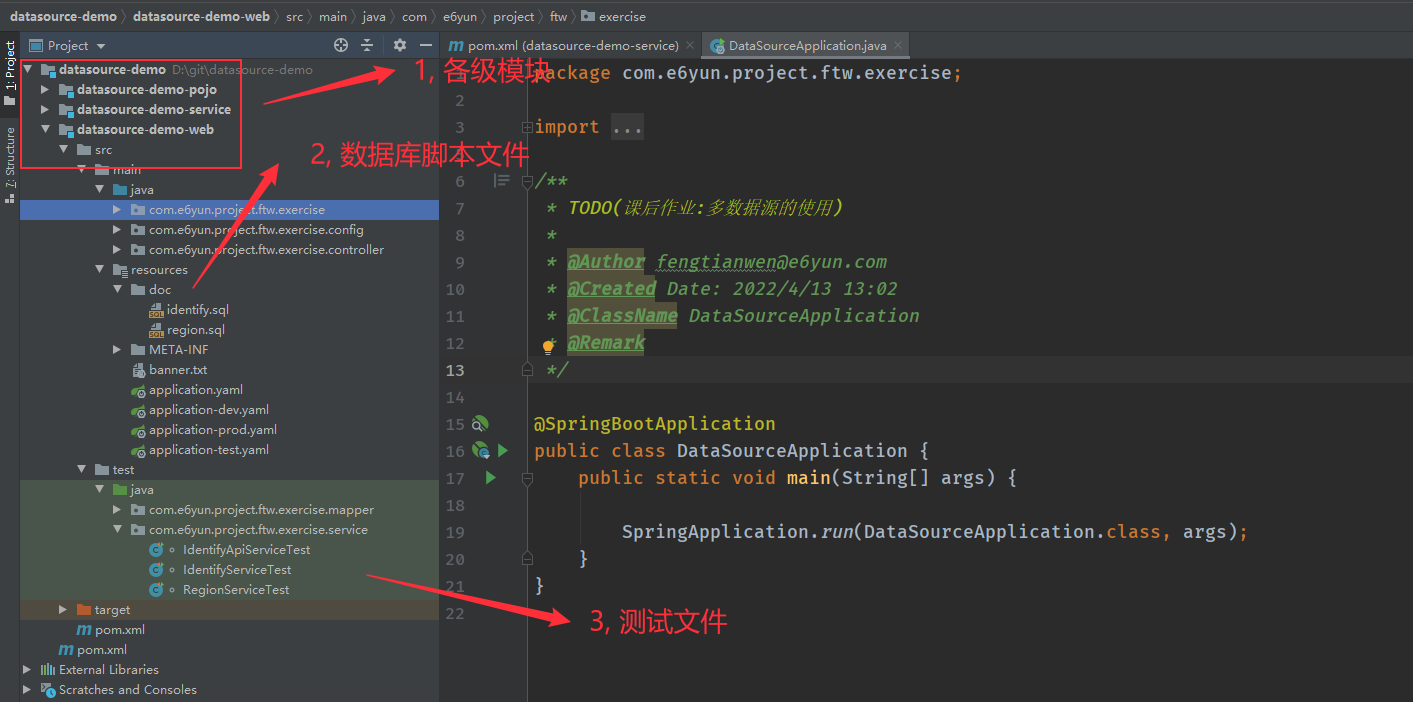 datasource-demo datasource-demo-web src main java com e6yun project ftw exercise
Project
pom.xml (datasource-demo-service)
DataSourceApplication.java
1: Project
7: Structure
datasource-demo D:\git\datasource-demo
datasource-demo-pojo
datasource-demo-service
datasource-demo-web
src
main
java
com.e6yun.project.ftw.exercise
com.e6yun.project.ftw.exercise.config
com.e6yun.project.ftw.exercise.controller
resources
doc
identify.sql
region.sql
META-INF
banner.txt
application.yaml
application-dev.yaml
application-prod.yaml
application-test.yaml
test
java
com.e6yun.project.ftw.exercise.mapper
com.e6yun.project.ftw.exercise.service
IdentifyApiServiceTest
IdentifyServiceTest
RegionServiceTest
target
pom.xml
pom.xml
External Libraries
Scratches and Consoles
1, 各级模块
2, 数据库脚本文件
3, 测试文件
package com.e6yun.project.ftw.exercise;
2
3 import ...
6 /**
7 * TODO(课后作业:多数据源的使用)
8 *
9 * @Author fengtianwen@e6yun.com
10 * @Created Date: 2022/4/13 13:02
11 * @ClassName DataSourceApplication
12 * @Remark
13 */
14
15 @SpringBootApplication
16 public class DataSourceApplication {
17 public static void main(String[] args) {
18
19 SpringApplication.run(DataSourceApplication.class, args);
20 }
21 }
22